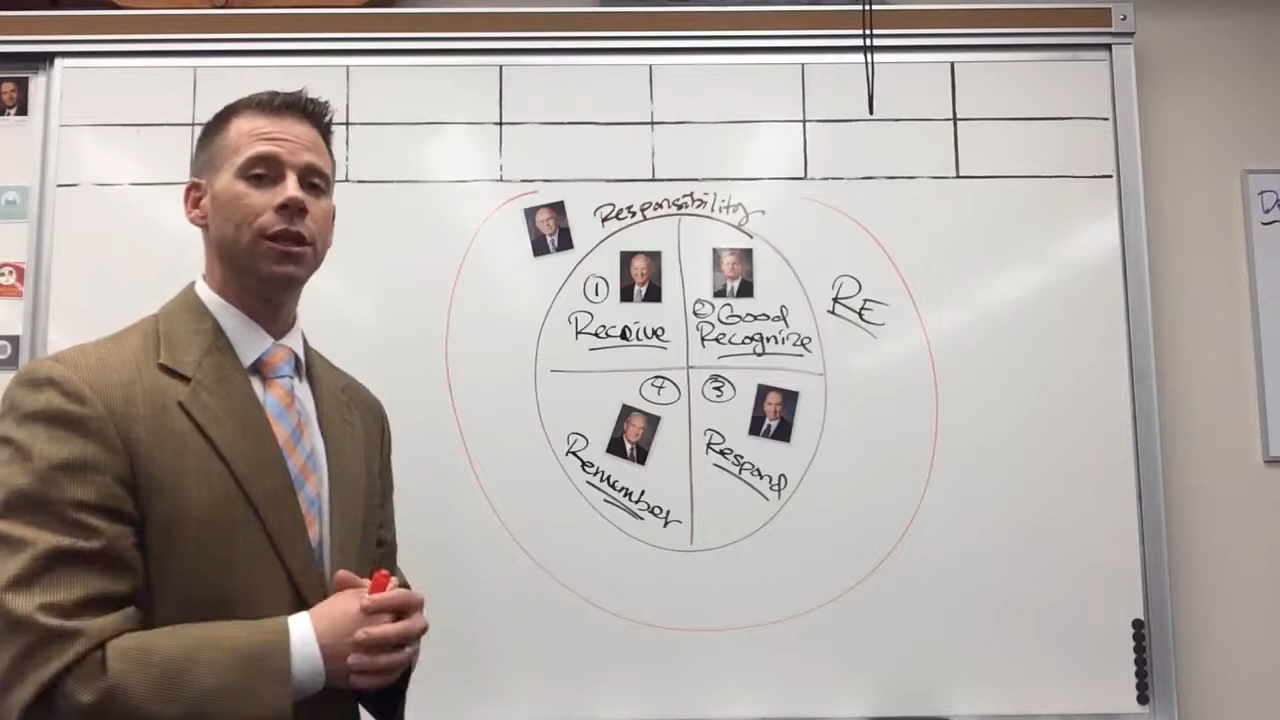 Responsibility
① Receive
② Good
Recognize
RE
④ Remember
③ Respond